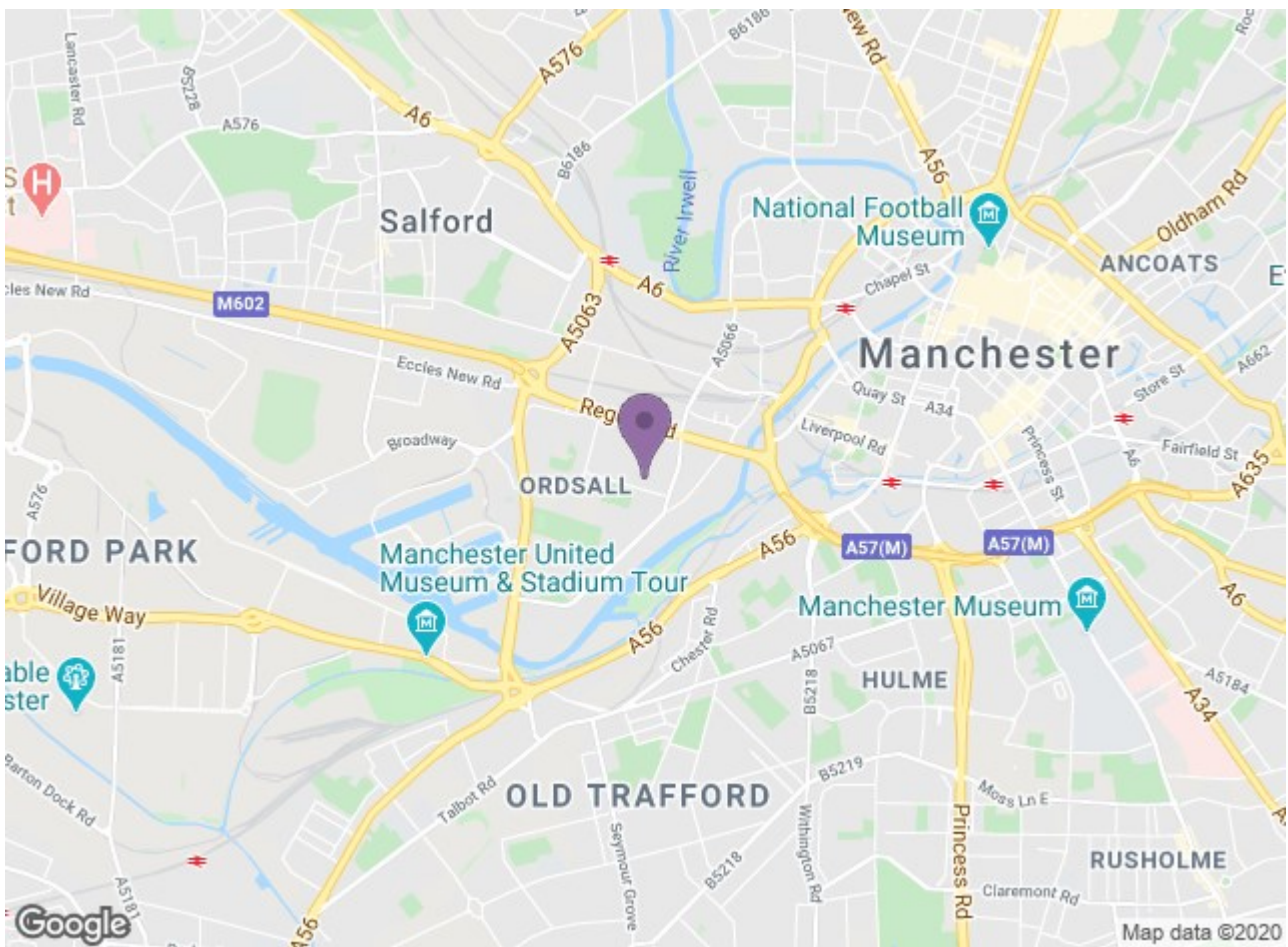 Lancaster Rd
B5228
A6
A576
B6186
New Rd
A576
A576
B6186
A56
Oldham Rd
S
H
t
Salford
River Irwell
National Football
Museum
ANCOATS
Chapel St
A6
E
cles New Rd
M602
A5063
A5066
Manchester
A662
Store St
Eccles New Rd
Quay St
A34
Liverpool Rd
Princess St
A6
Fairfield St
A635
Broadway
ORDSALL
A576
FORD PARK
Manchester United
Museum & Stadium Tour
A56
A57(M)
A57(M)
Village Way
A5181
A56
Chester Rd
Manchester Museum
A6
A5067
B5218
HULME
A5184
A34
able
ster
Barton Dock Rd
Talbot Rd
OLD TRAFFORD
B5219
Moss Ln E
Seymour Grove
Withington Rd
Princess Rd
B5218
RUSHOLME
A5181
A56
Claremont Rd
Google
Map data ©2020